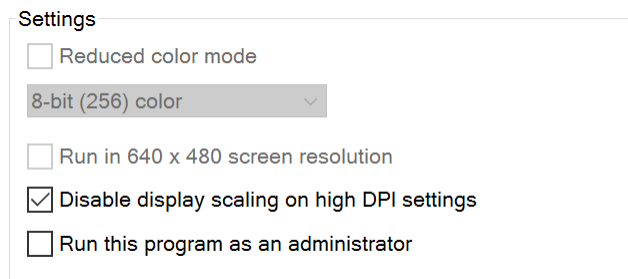 Settings
Reduced color mode
8-bit (256) color
Run in 640 x 480 screen resolution
Disable display scaling on high DPI settings
Run this program as an administrator